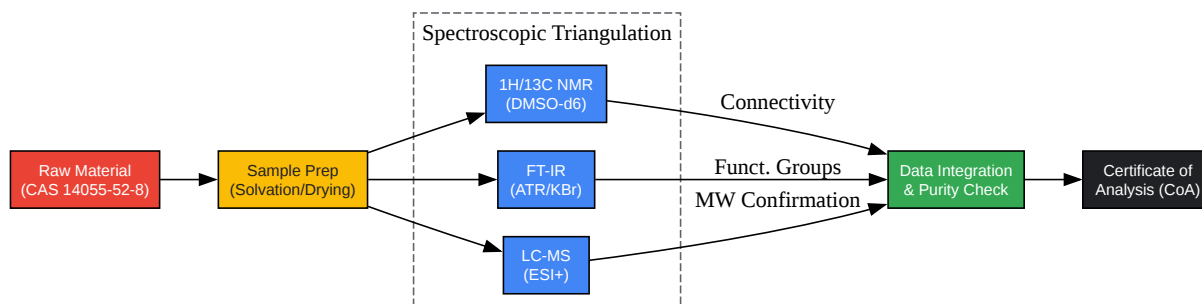 Spectroscopic Triangulation
Raw Material
(CAS 14055-52-8)
Sample Prep
(Solvation/Drying)
1H/13C NMR
(DMSO-d6)
FT-IR
(ATR/KBr)
LC-MS
(ESI+)
Connectivity
Funct. Groups
MW Confirmation
Data Integration
& Purity Check
Certificate of
Analysis (CoA)